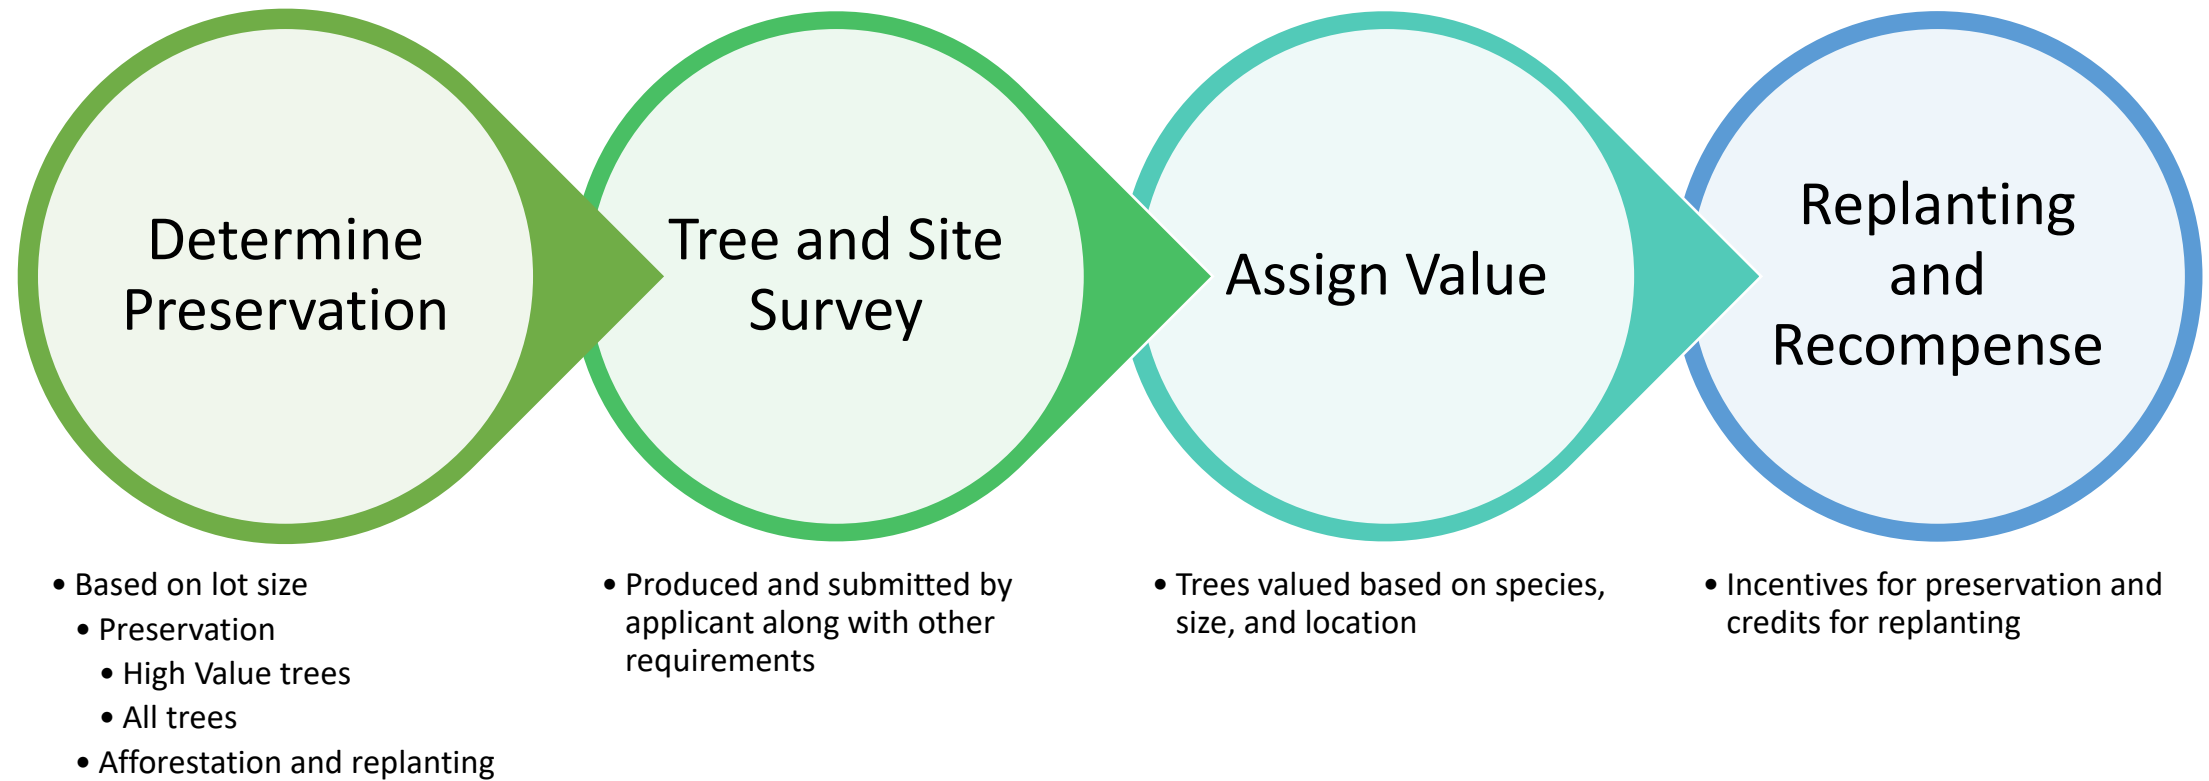 Determine
Preservation
Tree and Site
Survey
Assign Value
Replanting
and
Recompense
• Based on lot size
• Preservation
• High Value trees
• All trees
• Afforestation and replanting
• Produced and submitted by
applicant along with other
requirements
• Trees valued based on species,
size, and location
• Incentives for preservation and
credits for replanting